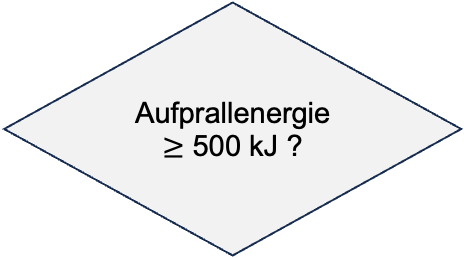 Aufprallenergie
≥ 500 kJ ?